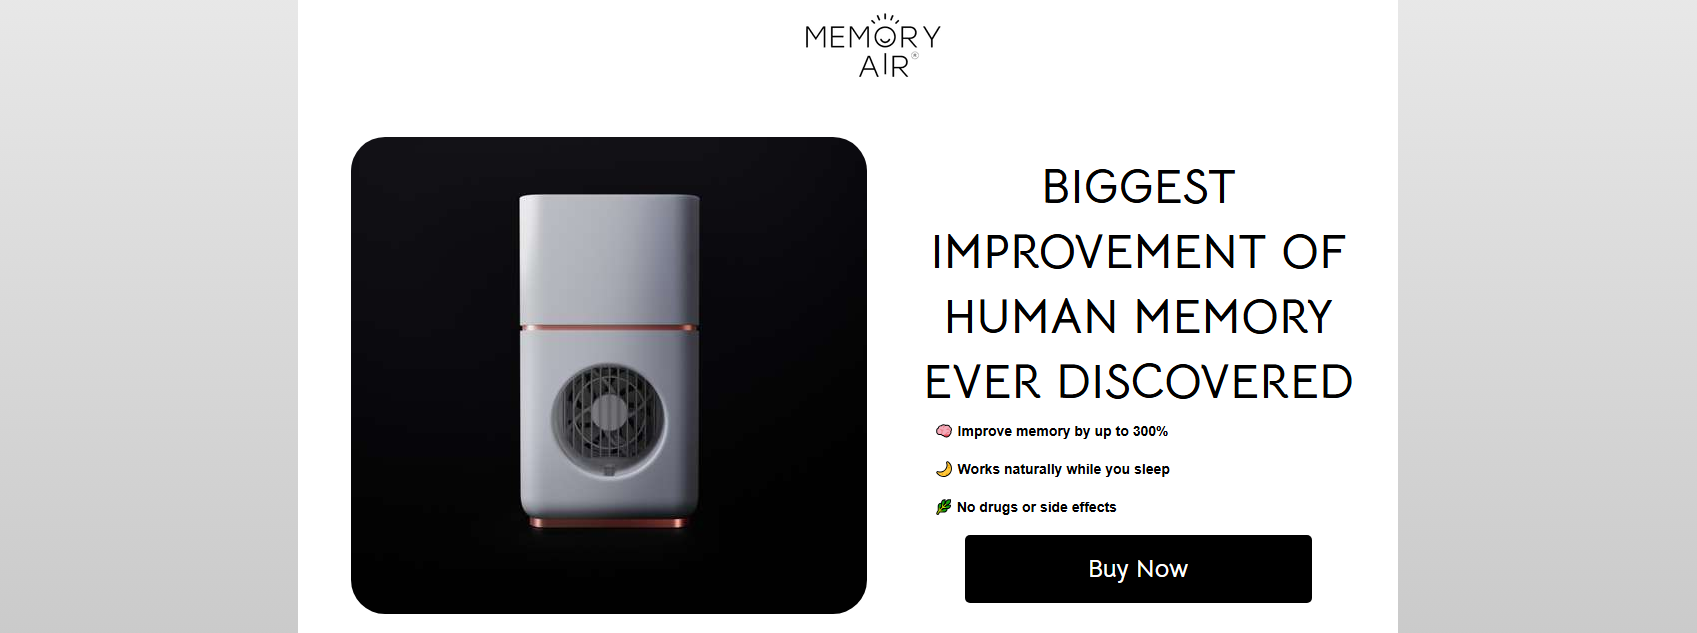 MEMORY
AIR®
BIGGEST
IMPROVEMENT OF
HUMAN MEMORY
EVER DISCOVERED
🧠 Improve memory by up to 300%
🌙 Works naturally while you sleep
🌿 No drugs or side effects
Buy Now